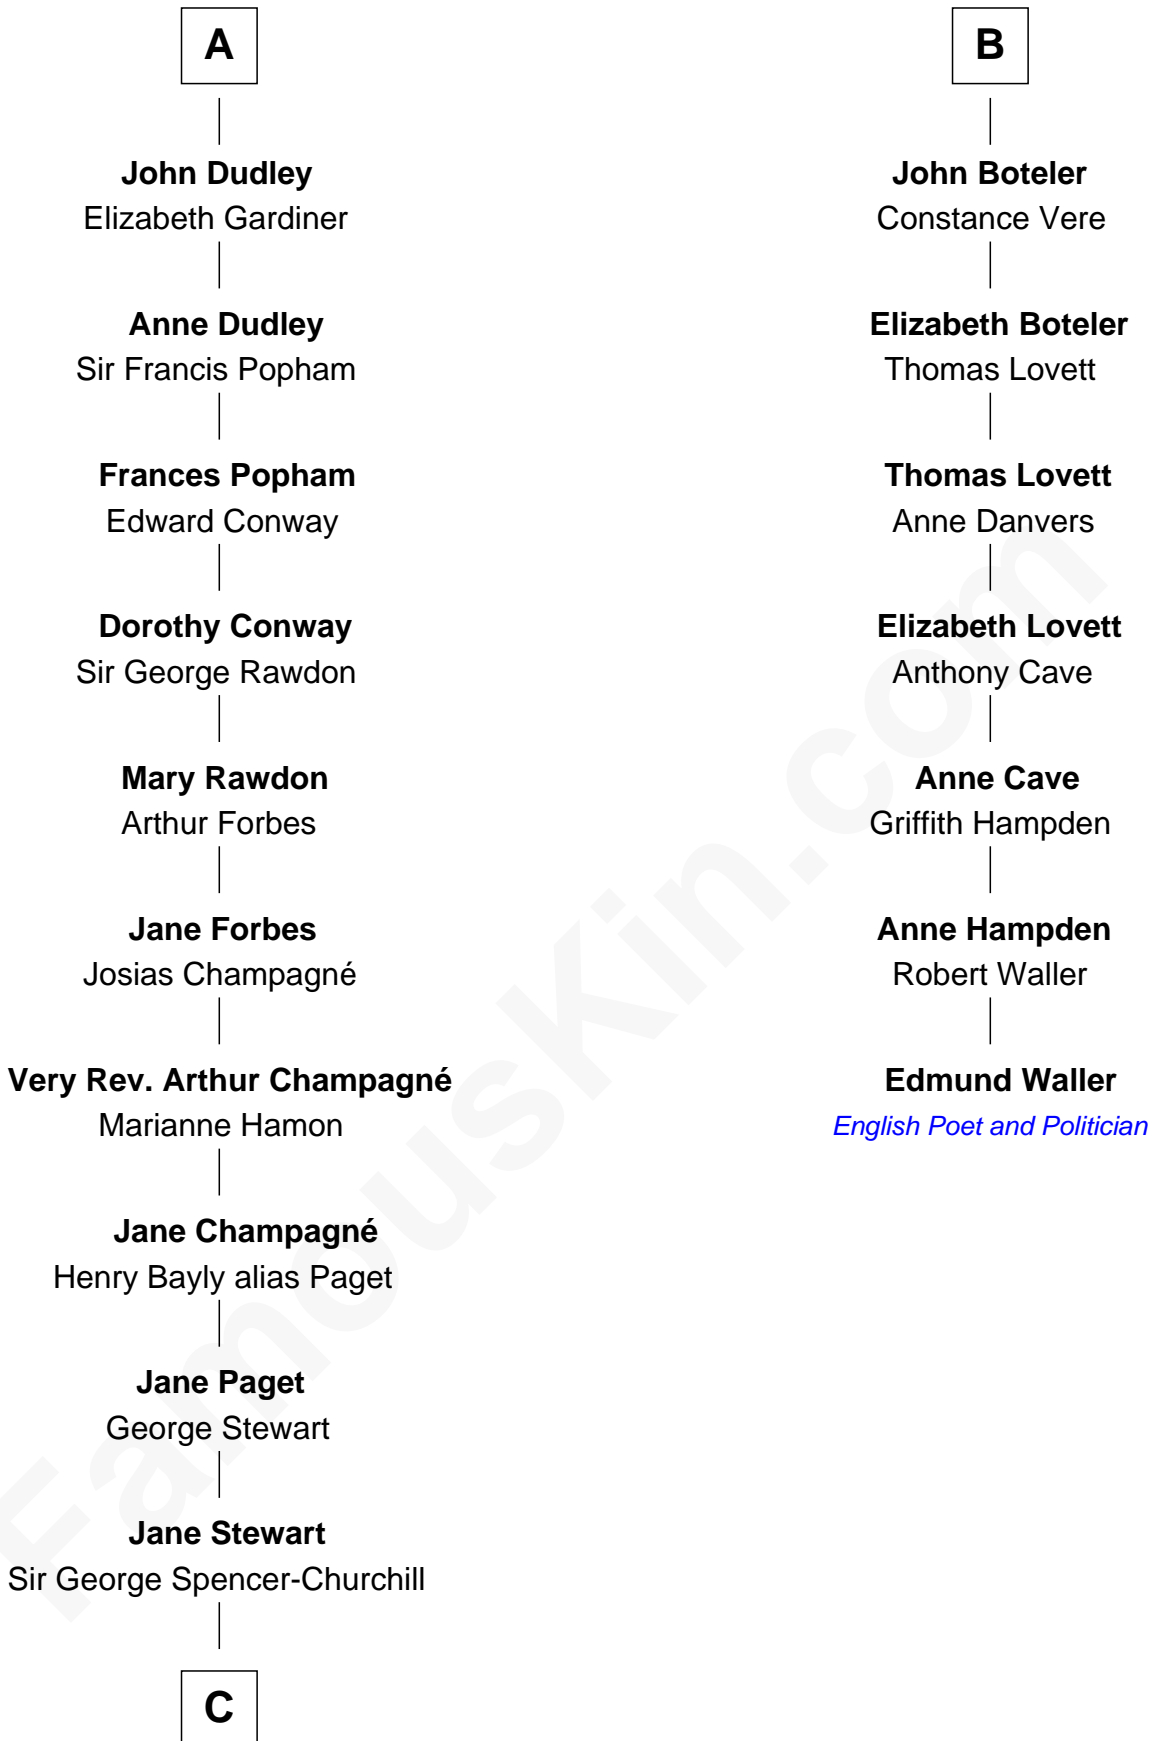 A
John Dudley
Elizabeth Gardiner
Anne Dudley
Sir Francis Popham
Frances Popham
Edward Conway
Dorothy Conway
Sir George Rawdon
Mary Rawdon
Arthur Forbes
Jane Forbes
Josias Champagné
Very Rev. Arthur Champagné
Marianne Hamon
Jane Champagné
Henry Bayly alias Paget
Jane Paget
George Stewart
Jane Stewart
Sir George Spencer-Churchill
C
B
John Boteler
Constance Vere
Elizabeth Boteler
Thomas Lovett
Thomas Lovett
Anne Danvers
Elizabeth Lovett
Anthony Cave
Anne Cave
Griffith Hampden
Anne Hampden
Robert Waller
Edmund Waller
English Poet and Politician
FamousKin.com